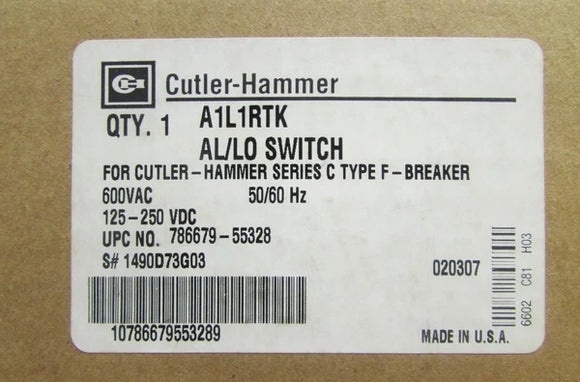 Cutler-Hammer
QTY. 1 A1L1RTK
AL/LO SWITCH
FOR CUTLER-HAMMER SERIES C TYPE F-BREAKER
600VAC 50/60 Hz
125-250 VDC
UPC NO. 786679-55328
S# 1490D73G03
020307
10786679553289
MADE IN U.S.A.
6602 C81 H03